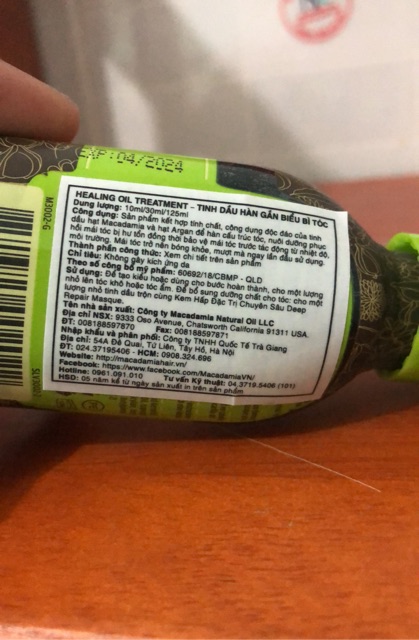 EXP:04/2024
M3002-G
HEALING OIL TREATMENT - TINH DẦU HÀN GẮN BIỂU BÌ TÓC
Dung lượng: 10ml/30ml/125ml
Công dụng: Sản phẩm kết hợp tinh chất, công dụng độc đáo của tinh
dầu hạt Macadamia và hạt Argan để hàn cấu trúc tóc, nuôi dưỡng phục
hồi mái tóc bị hư tổn đồng thời bảo vệ mái tóc trước tác động từ nhiệt độ,
môi trường. Mái tóc trở nên bóng khỏe, mượt mà ngay lần đầu sử dụng.
Thành phần công thức: Xem chi tiết trên sản phẩm
Chỉ tiêu: Không gây kích ứng da
Theo số công bố mỹ phẩm: 60692/18/CBMP - QLD
Sử dụng: Để tạo kiểu hoặc dùng cho bước hoàn thành, cho một lượng
nhỏ lên tóc khô hoặc tóc ẩm. Để bổ sung dưỡng chất cho tóc: cho một
lượng nhỏ tinh dầu trộn cùng Kem Hấp Đặc Trị Chuyên Sâu Deep
Repair Masque.
Tên nhà sản xuất: Công ty Macadamia Natural Oil LLC
Địa chỉ NSX: 9333 Oso Avenue, Chatsworth California 91311 USA.
ĐT: 008188597870 Fax: 008188597871
Nhập khẩu và phân phối: Công ty TNHH Quốc Tế Trà Giang
Địa chỉ: 54A Đê Quai, Tứ Liên, Tây Hồ, Hà Nội
ĐT: 024.37195406 - HCM: 0908.324.696
Website: http://macadamiahair.vn/
Facebook: https://www.facebook.com/MacadamiaVN/
Hotline: 0961.061.010 Tư vấn Kỹ thuật: 04.3719.5406 (101)
HSD: 05 năm kể từ ngày sản xuất in trên sản phẩm